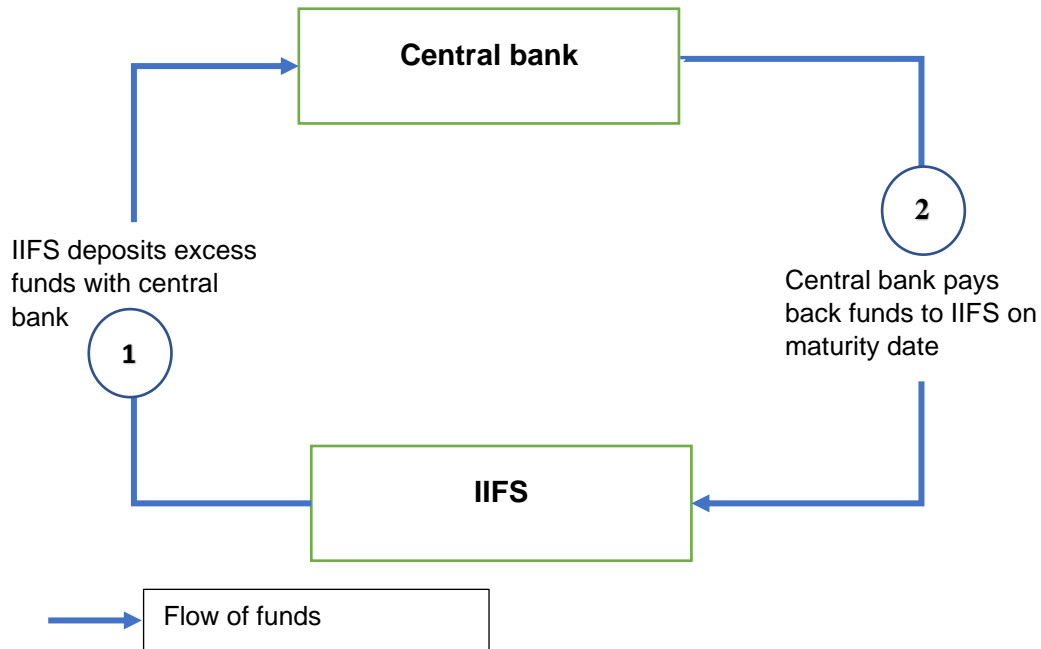 Central bank
2
IIFS deposits excess
funds with central
bank
Central bank pays
back funds to IIFS on
maturity date
1
IIFS
Flow of funds